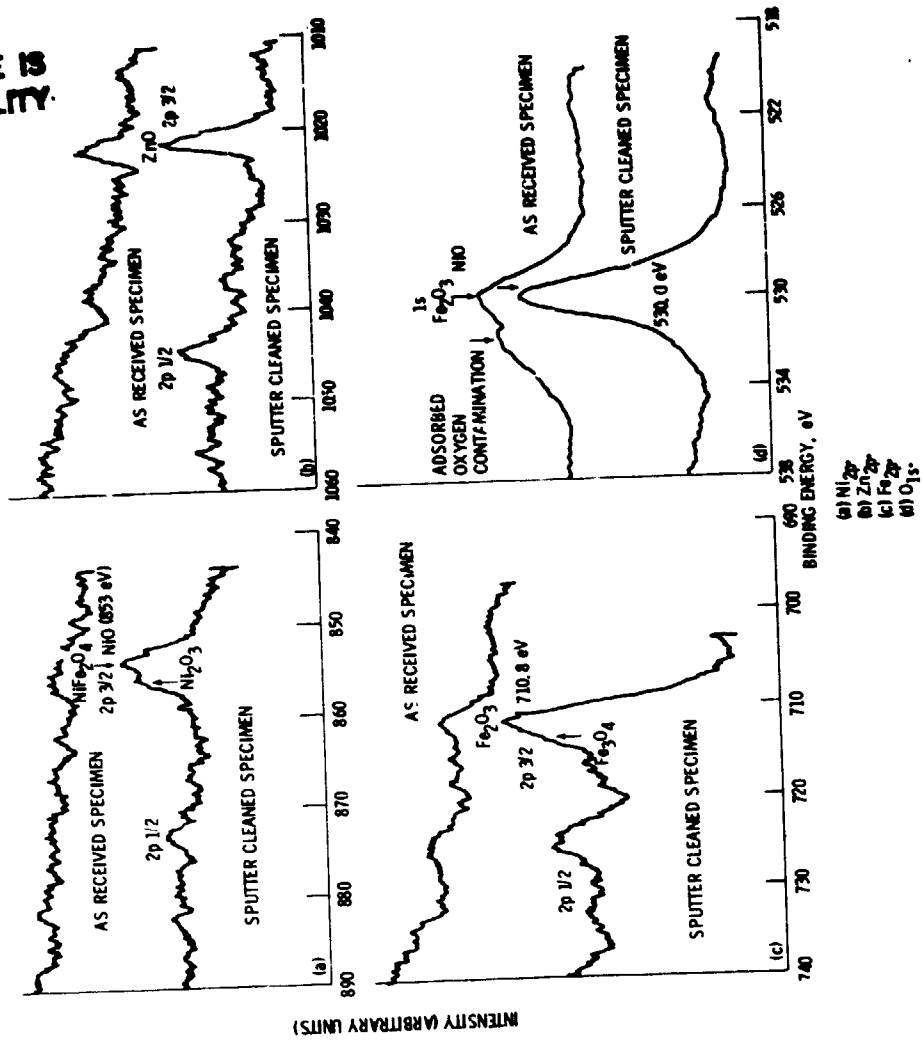 INTENSITY (ARBITRARY UNITS)
AS RECEIVED SPECIMEN
NiFe2O4
2p 3/2
NiO (853 eV)
2p 1/2
Ni2O3
SPUTTER CLEANED SPECIMEN
(a)
890 880 870 860 850 840
AS RECEIVED SPECIMEN
ZnO
2p 3/2
2p 1/2
SPUTTER CLEANED SPECIMEN
(b)
1060 1050 1040 1030 1020 1010
AS RECEIVED SPECIMEN
Fe2O3
710.8 eV
2p 3/2
Fe3O4
2p 1/2
SPUTTER CLEANED SPECIMEN
(c)
740 730 720 710 700 690
1s
Fe2O3
NiO
ADSORBED
OXYGEN
CONTAMINATION
AS RECEIVED SPECIMEN
SPUTTER CLEANED SPECIMEN
530.0 eV
(d)
538 534 530 526 522 518
BINDING ENERGY, eV
(a) Ni2p.
(b) Zn2p.
(c) Fe2p.
(d) O1s.